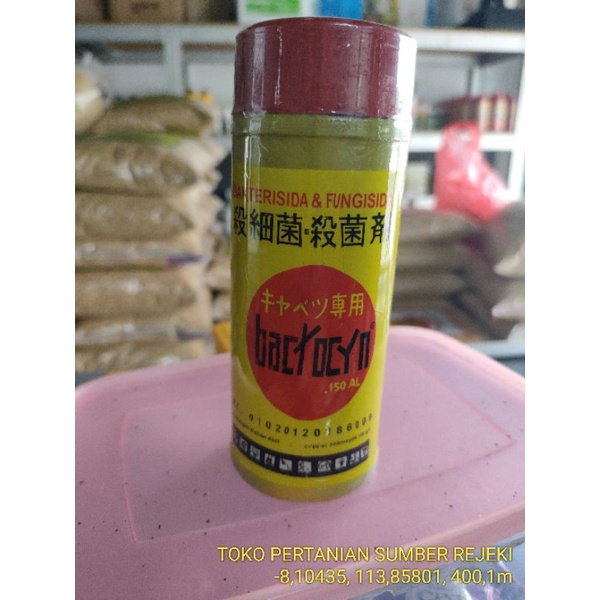 BAKTERISIDA & FUNGISIDA
殺細菌・殺菌剤
キャベツ専用
bactocyn®
150 AL
TOKO PERTANIAN SUMBER REJEKI
-8,10435, 113,85801, 400,1m